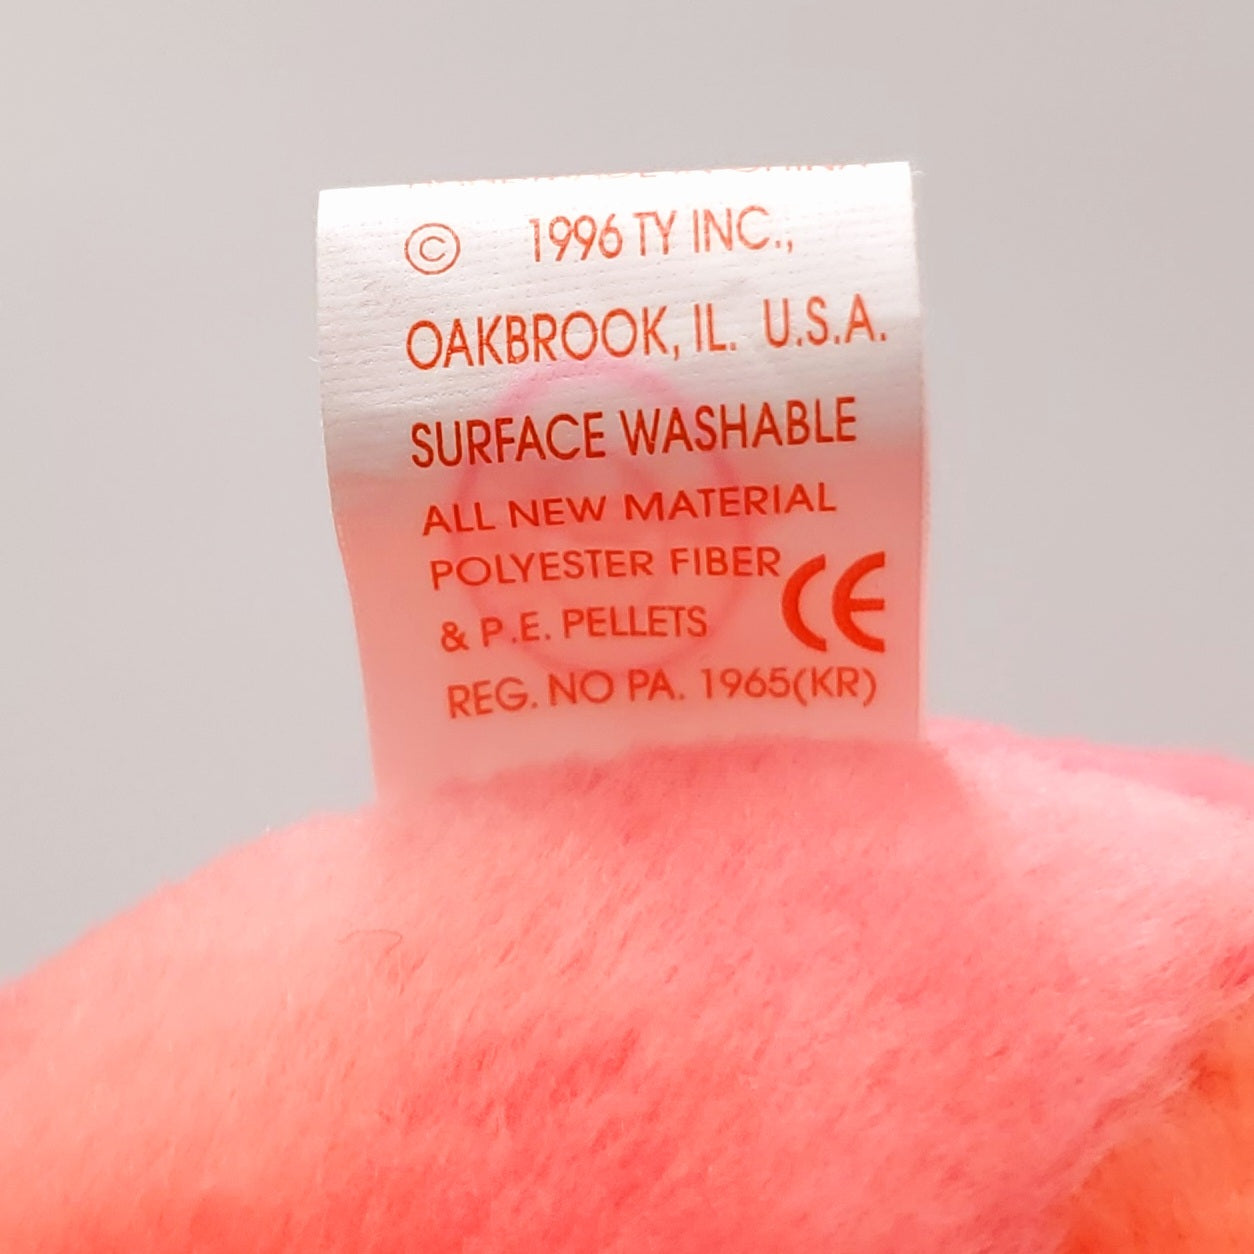 © 1996 TY INC.,
OAKBROOK, IL. U.S.A.
SURFACE WASHABLE
ALL NEW MATERIAL
POLYESTER FIBER
& P.E. PELLETS
CE
REG. NO PA. 1965(KR)